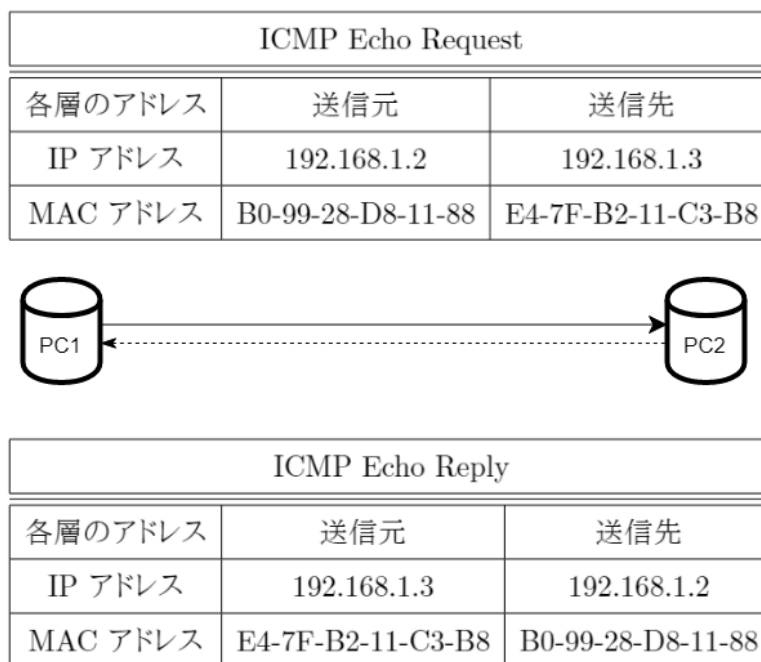 ICMP Echo Request
各層のアドレス 送信元 送信先
IP アドレス 192.168.1.2 192.168.1.3
MAC アドレス B0-99-28-D8-11-88 E4-7F-B2-11-C3-B8
PC1 PC2
ICMP Echo Reply
各層のアドレス 送信元 送信先
IP アドレス 192.168.1.3 192.168.1.2
MAC アドレス E4-7F-B2-11-C3-B8 B0-99-28-D8-11-88